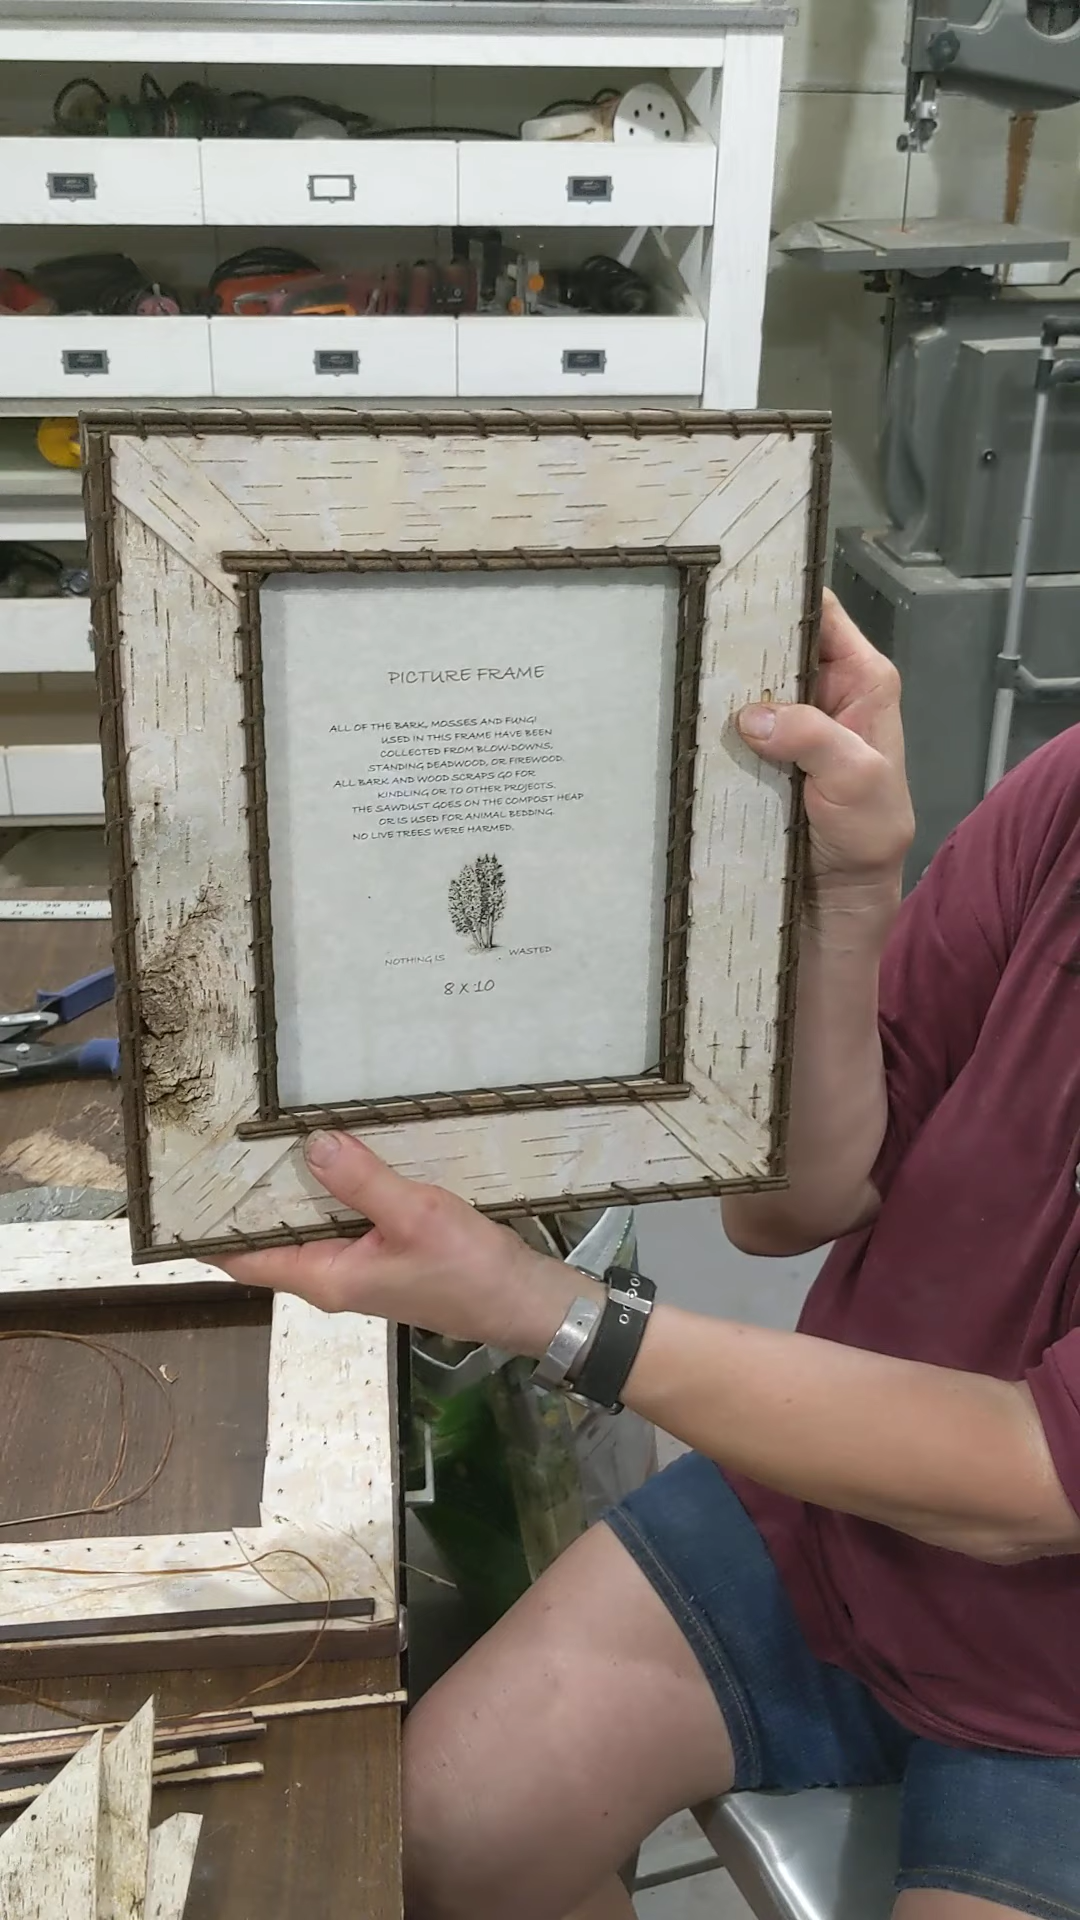 PICTURE FRAME
ALL OF THE BARK, MOSSES AND FUNGI
USED IN THIS FRAME HAVE BEEN
COLLECTED FROM BLOW-DOWNS,
STANDING DEADWOOD, OR FIREWOOD.
ALL BARK AND WOOD SCRAPS GO FOR
KINDLING OR TO OTHER PROJECTS.
THE SAWDUST GOES ON THE COMPOST HEAP
OR IS USED FOR ANIMAL BEDDING.
NO LIVE TREES WERE HARMED.
NOTHING IS WASTED
8 X 10